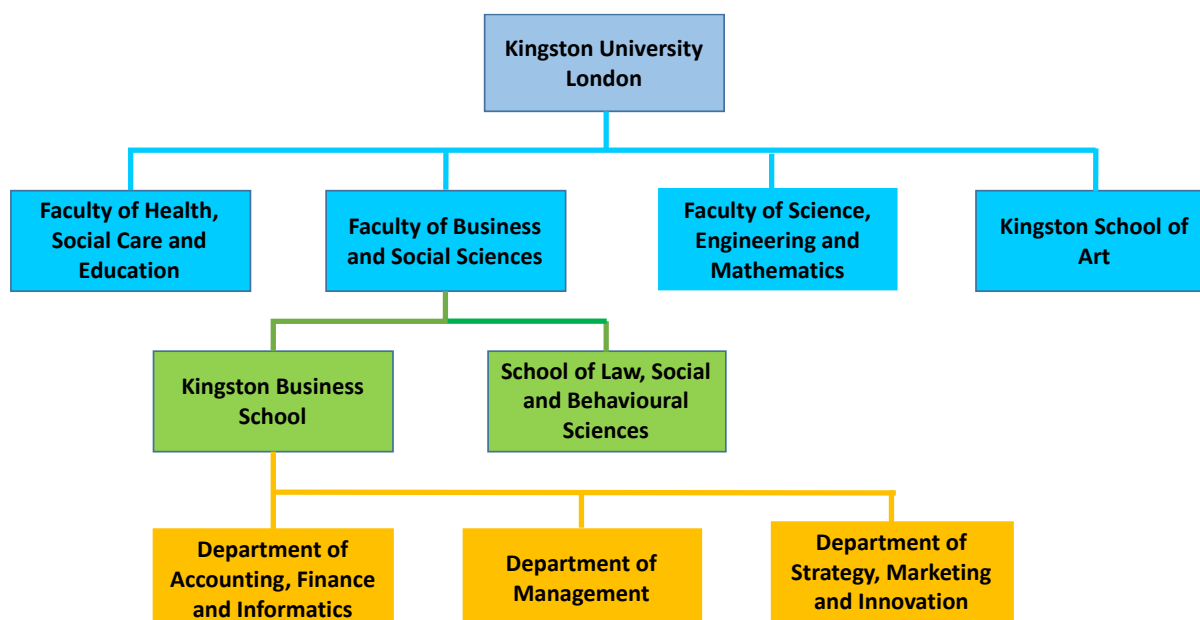 Kingston University
London
Faculty of Health,
Social Care and
Education
Faculty of Business
and Social Sciences
Faculty of Science,
Engineering and
Mathematics
Kingston School of
Art
Kingston Business
School
School of Law, Social
and Behavioural
Sciences
Department of
Accounting, Finance
and Informatics
Department of
Management
Department of
Strategy, Marketing
and Innovation